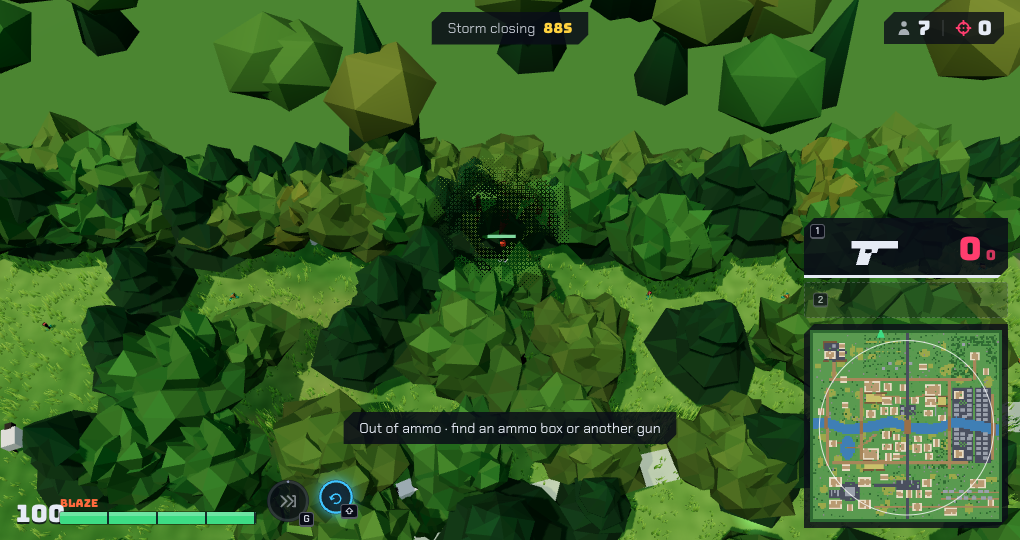 Storm closing 88S
7 0
1
0 0
2
Out of ammo · find an ammo box or another gun
100 BLAZE
G